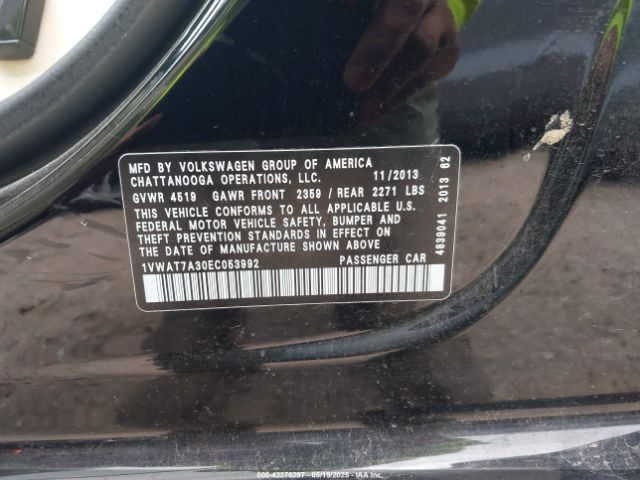 MFD BY VOLKSWAGEN GROUP OF AMERICA
CHATTANOOGA OPERATIONS, LLC. 11/2013
GVWR 4519 GAWR FRONT 2359 / REAR 2271 LBS
THIS VEHICLE CONFORMS TO ALL APPLICABLE U.S.
FEDERAL MOTOR VEHICLE SAFETY, BUMPER AND
THEFT PREVENTION STANDARDS IN EFFECT ON
THE DATE OF MANUFACTURE SHOWN ABOVE.
1VWAT7A30EC053992 PASSENGER CAR
4839041 2013 62
000-42276297 - 05/19/2025 - IAA, Inc.